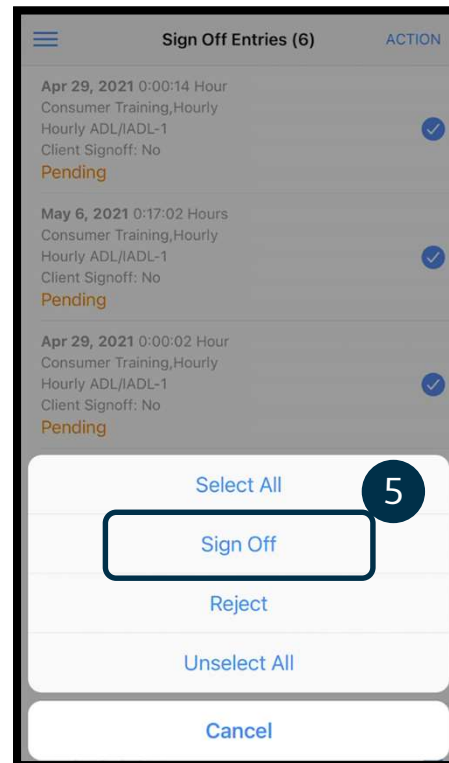 Sign Off Entries (6)
ACTION
Apr 29, 2021 0:00:14 Hour
Consumer Training,Hourly
Hourly ADL/IADL-1
Client Signoff: No
Pending
May 6, 2021 0:17:02 Hours
Consumer Training,Hourly
Hourly ADL/IADL-1
Client Signoff: No
Pending
Apr 29, 2021 0:00:02 Hour
Consumer Training,Hourly
Hourly ADL/IADL-1
Client Signoff: No
Pending
Select All
5
Sign Off
Reject
Unselect All
Cancel